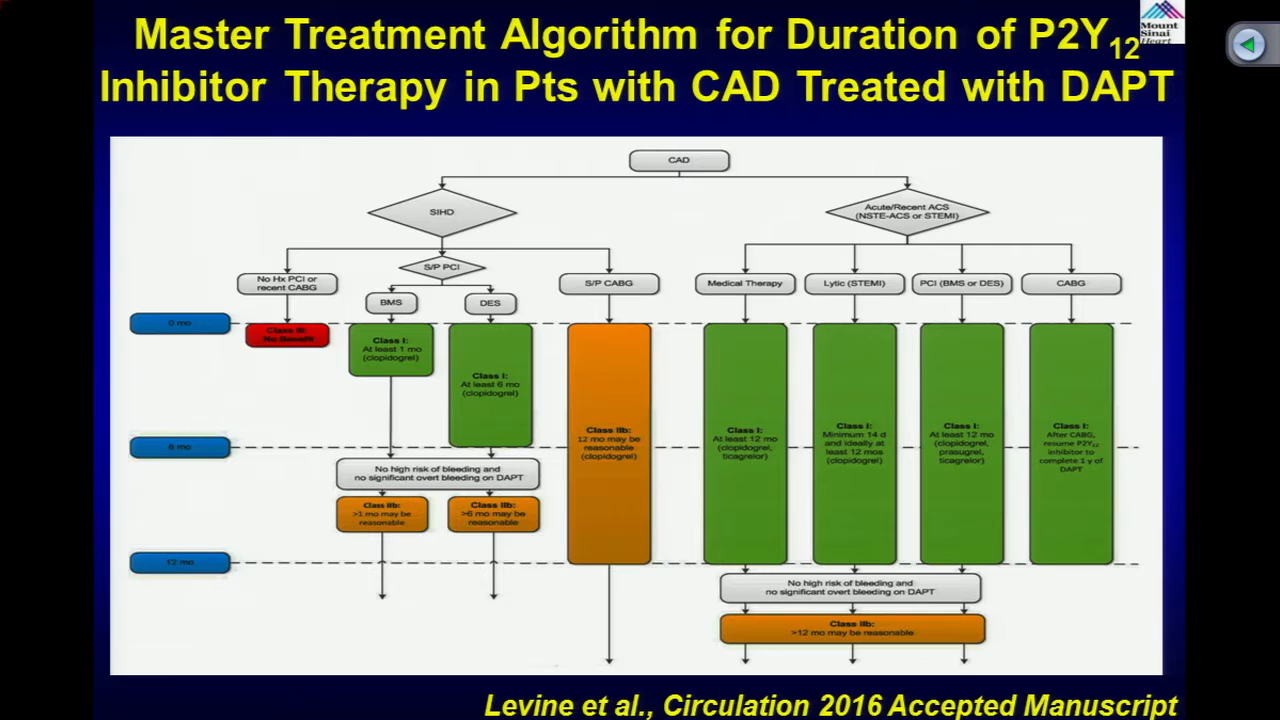 Master Treatment Algorithm for Duration of P2Y12
Inhibitor Therapy in Pts with CAD Treated with DAPT
Mount
Sinai
Heart
CAD
SIHD
Acute/Recent ACS
(NSTE-ACS or STEMI)
No Hx PCI or
recent CABG
S/P PCI
S/P CABG
Medical Therapy
Lytic (STEMI)
PCI (BMS or DES)
CABG
BMS
DES
0 mo
Class III:
No Benefit
Class I:
At least 1 mo
(clopidogrel)
Class I:
At least 6 mo
(clopidogrel)
Class IIb:
12 mo may be
reasonable
(clopidogrel)
Class I:
At least 12 mo
(clopidogrel,
ticagrelor)
Class I:
Minimum 14 d
and ideally at
least 12 mos
(clopidogrel)
Class I:
At least 12 mo
(clopidogrel,
prasugrel,
ticagrelor)
Class I:
After CABG,
resume P2Y12
inhibitor to
complete 1 y of
DAPT
6 mo
No high risk of bleeding and
no significant overt bleeding on DAPT
Class IIb:
>1 mo may be
reasonable
Class IIb:
>6 mo may be
reasonable
12 mo
No high risk of bleeding and
no significant overt bleeding on DAPT
Class IIb:
>12 mo may be reasonable
Levine et al., Circulation 2016 Accepted Manuscript